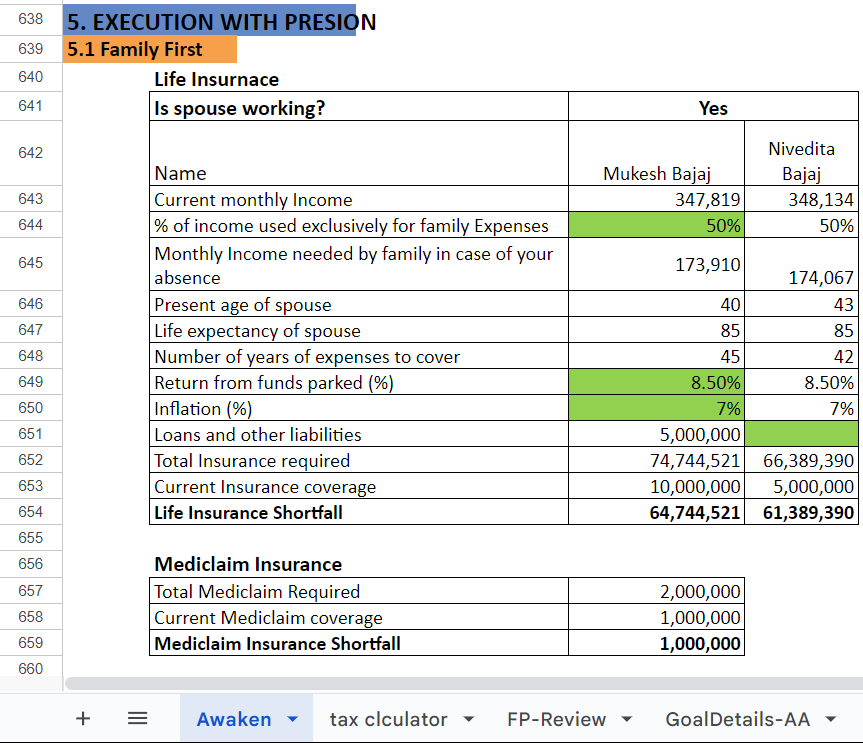 638 5. EXECUTION WITH PRESION
639 5.1 Family First
640 Life Insurnace
641 Is spouse working? Yes
642 Name Mukesh Bajaj Nivedita Bajaj
643 Current monthly Income 347,819 348,134
644 % of income used exclusively for family Expenses 50% 50%
645 Monthly Income needed by family in case of your absence 173,910 174,067
646 Present age of spouse 40 43
647 Life expectancy of spouse 85 85
648 Number of years of expenses to cover 45 42
649 Return from funds parked (%) 8.50% 8.50%
650 Inflation (%) 7% 7%
651 Loans and other liabilities 5,000,000
652 Total Insurance required 74,744,521 66,389,390
653 Current Insurance coverage 10,000,000 5,000,000
654 Life Insurance Shortfall 64,744,521 61,389,390
655
656 Mediclaim Insurance
657 Total Mediclaim Required 2,000,000
658 Current Mediclaim coverage 1,000,000
659 Mediclaim Insurance Shortfall 1,000,000
660
+ Awaken tax clculator FP-Review GoalDetails-AA